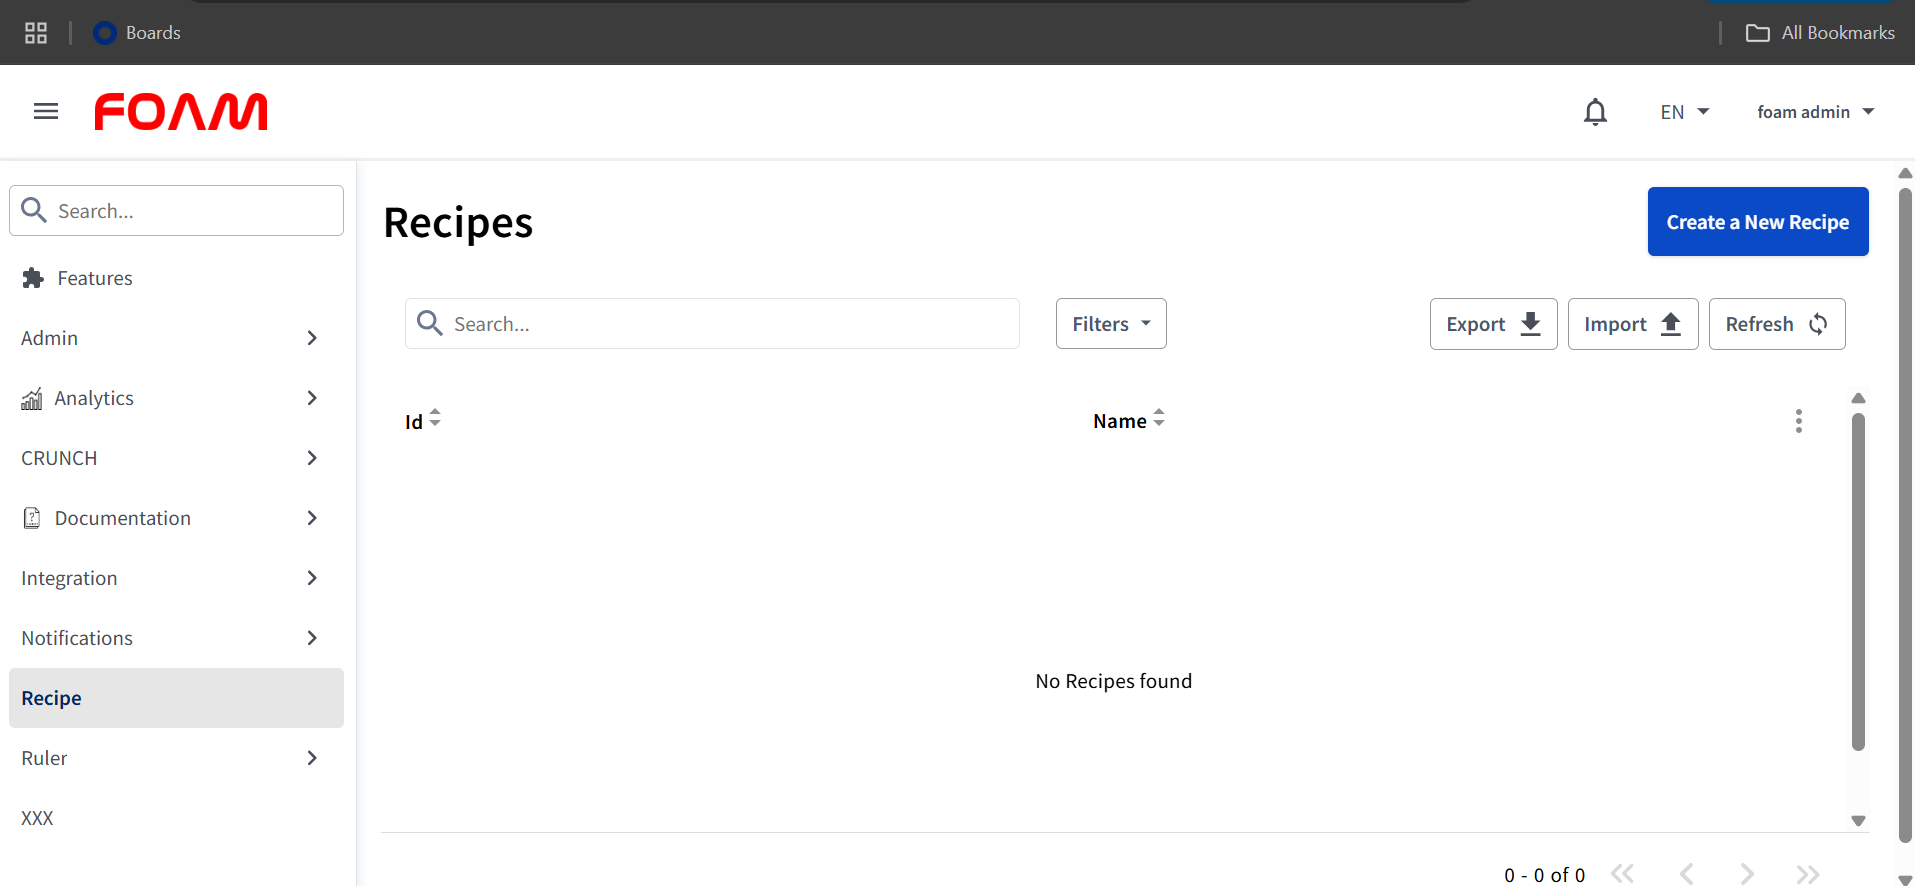 Boards
All Bookmarks
FOAM
EN
foam admin
Search...
Features
Admin
Analytics
CRUNCH
Documentation
Integration
Notifications
Recipe
Ruler
XXX
Recipes
Create a New Recipe
Search...
Filters
Export
Import
Refresh
Id
Name
No Recipes found
0 - 0 of 0